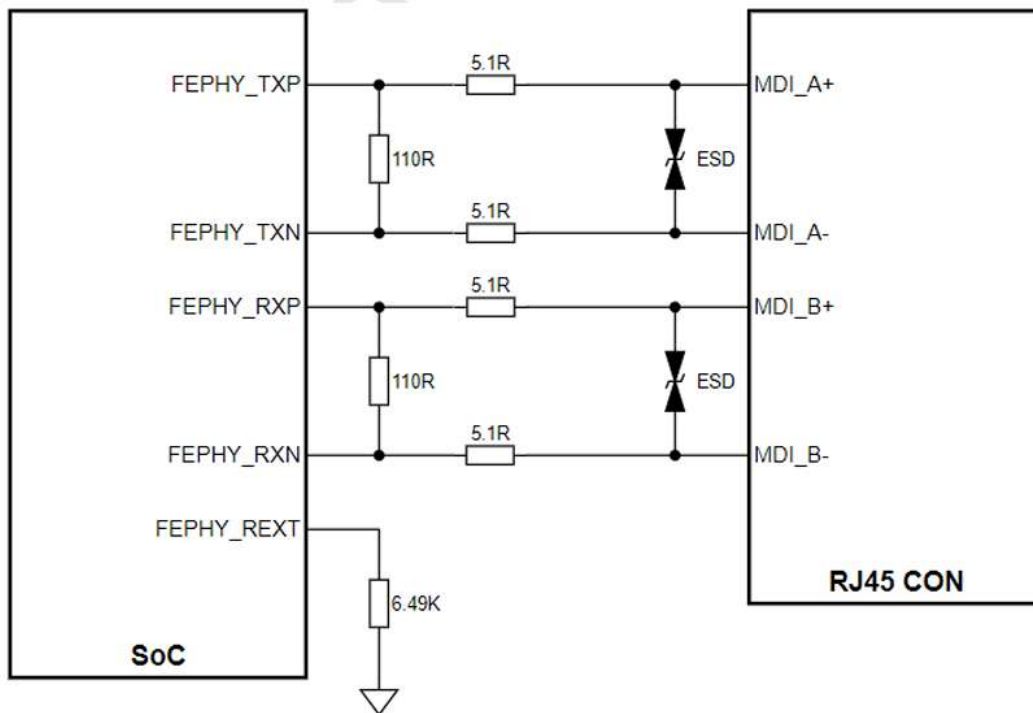 FEPHY_TXP
5.1R
MDI_A+
110R
ESD
FEPHY_TXN
5.1R
MDI_A-
FEPHY_RXP
5.1R
MDI_B+
110R
ESD
FEPHY_RXN
5.1R
MDI_B-
FEPHY_REXT
6.49K
RJ45 CON
SoC